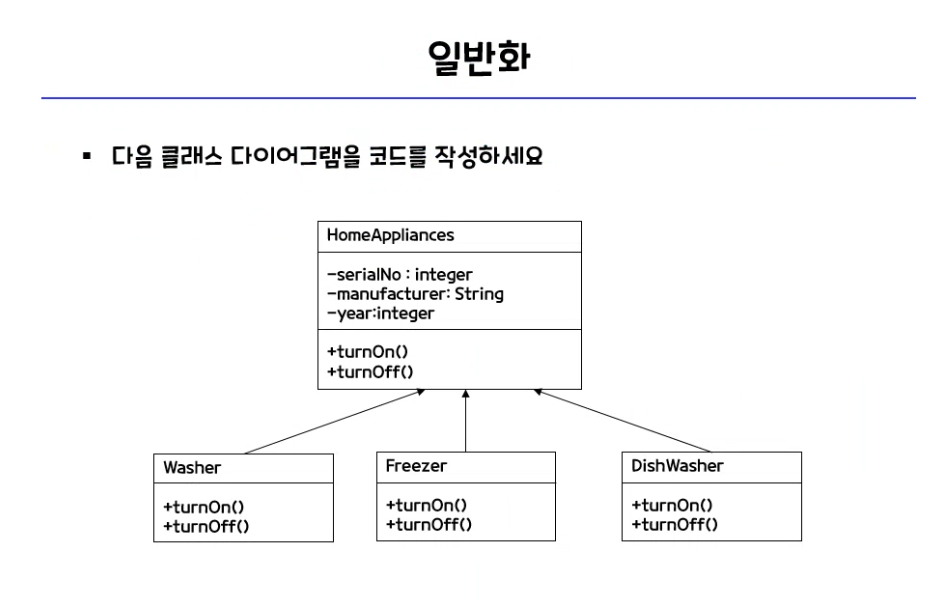 일반화
▪ 다음 클래스 다이어그램을 코드를 작성하세요
HomeAppliances
-serialNo : integer
-manufacturer: String
-year:integer
+turnOn()
+turnOff()
Washer
+turnOn()
+turnOff()
Freezer
+turnOn()
+turnOff()
DishWasher
+turnOn()
+turnOff()